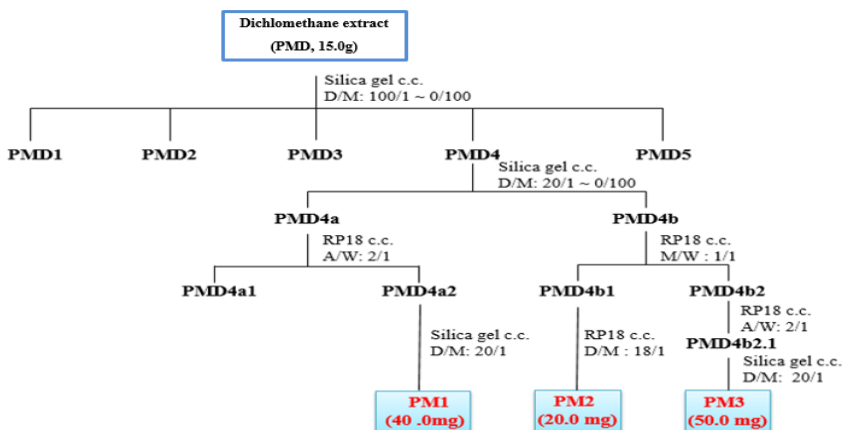 Dichlomethane extract
(PMD, 15.0g)
Silica gel c.c.
D/M: 100/1 ~ 0/100
PMD1 PMD2 PMD3 PMD4 PMD5
Silica gel c.c.
D/M: 20/1 ~ 0/100
PMD4a PMD4b
RP18 c.c. RP18 c.c.
A/W: 2/1 M/W : 1/1
PMD4a1 PMD4a2 PMD4b1 PMD4b2
RP18 c.c.
A/W: 2/1
Silica gel c.c. RP18 c.c.
D/M: 20/1 D/M : 18/1 PMD4b2.1
Silica gel c.c.
D/M: 20/1
PM1 PM2 PM3
(40 .0mg) (20.0 mg) (50.0 mg)